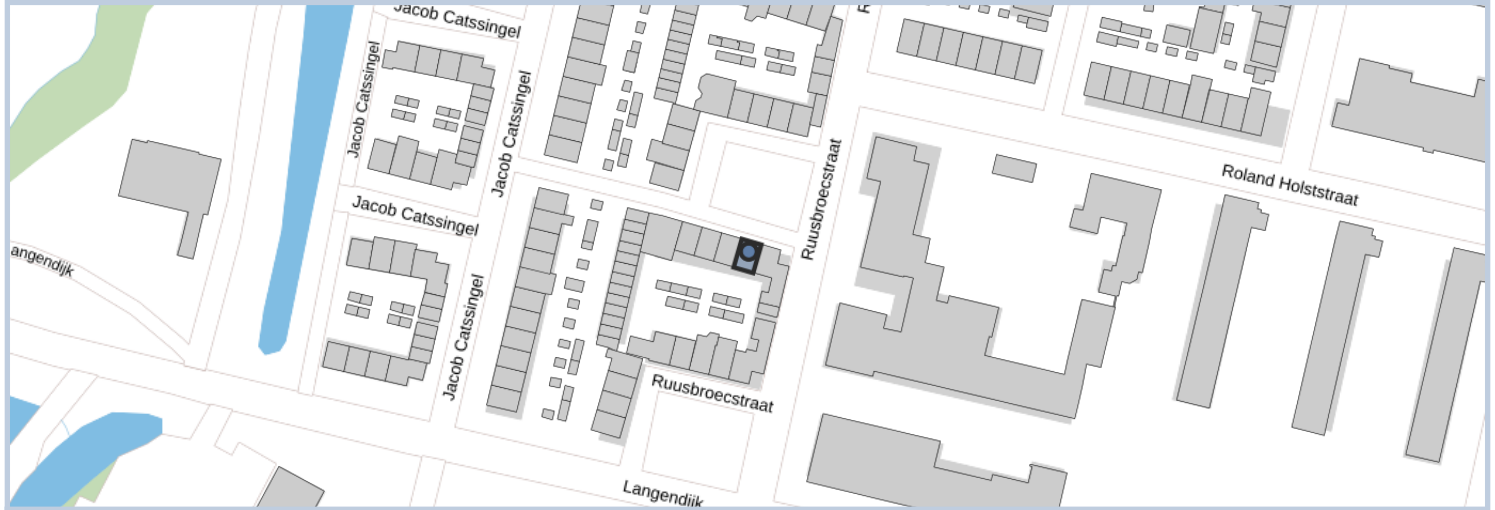 Jacob Catssingel
R
Jacob Catssingel
Jacob Catssingel
Ruusbroecstraat
Roland Holststraat
Jacob Catssingel
angendijk
Jacob Catssingel
Ruusbroecstraat
Langendijk